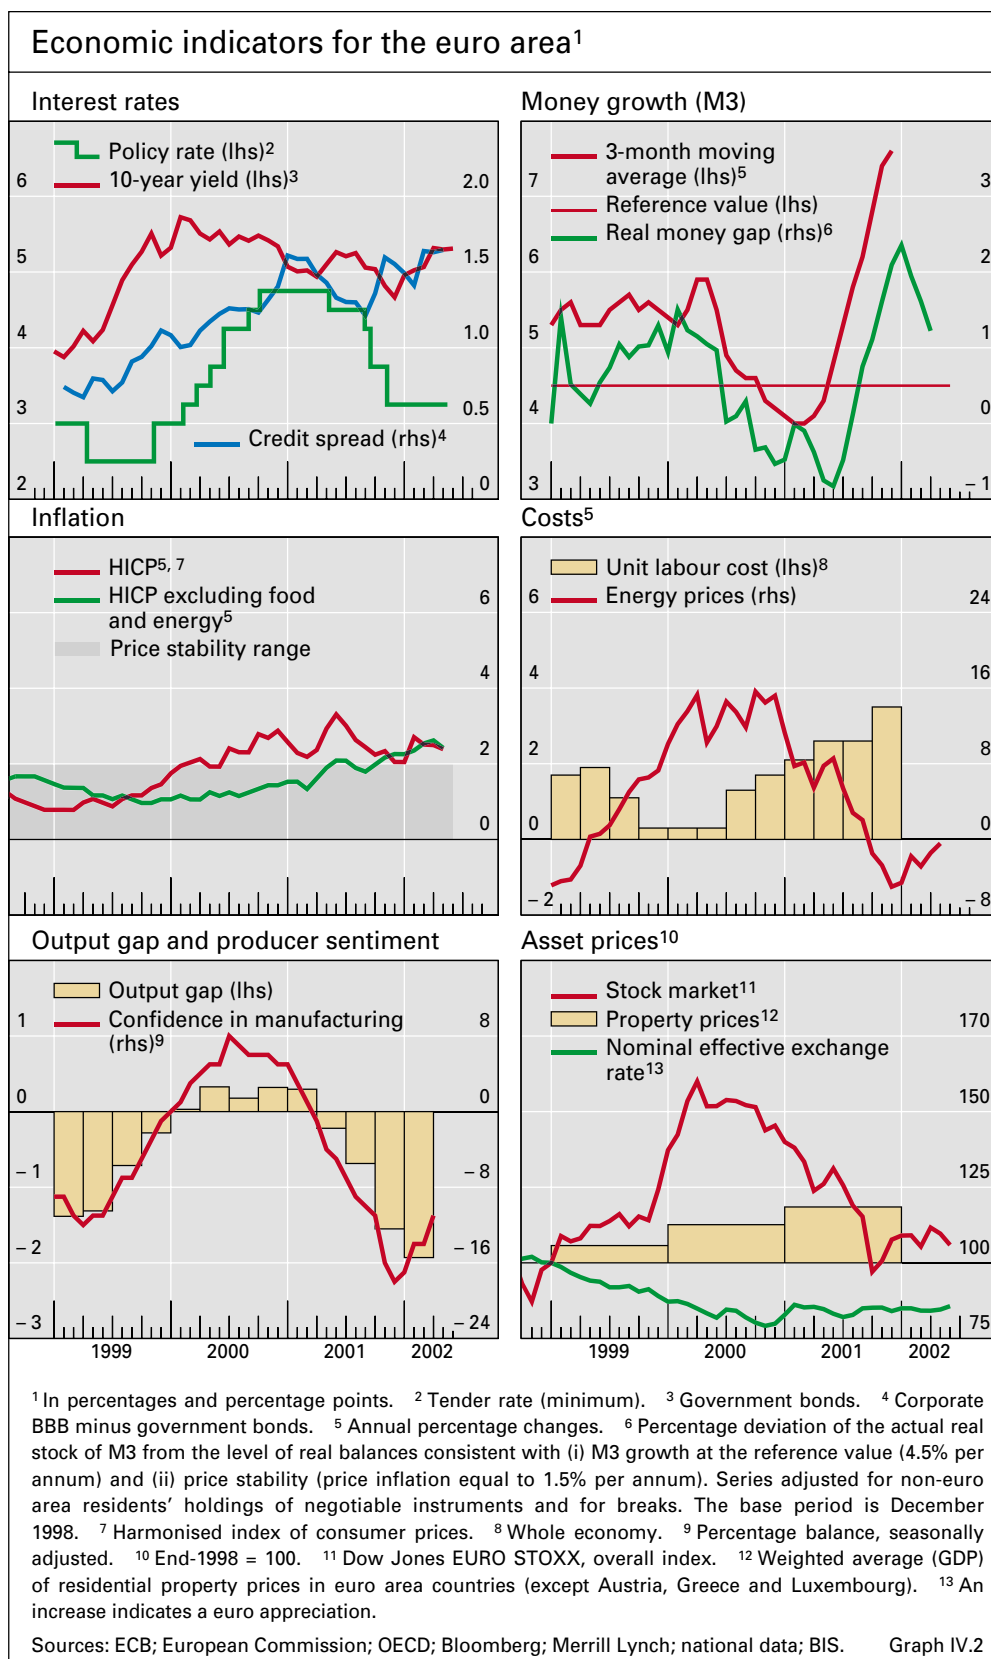 Economic indicators for the euro area¹
Interest rates
Policy rate (lhs)²
10-year yield (lhs)³
6
2.0
5
1.5
4
1.0
3
0.5
Credit spread (rhs)⁴
2
0
Money growth (M3)
3-month moving
average (lhs)⁵
7
3
Reference value (lhs)
Real money gap (rhs)⁶
6
2
5
1
4
0
3
– 1
Inflation
HICP⁵, ⁷
HICP excluding food
and energy⁵
6
Price stability range
4
2
0
Costs⁵
Unit labour cost (lhs)⁸
6
Energy prices (rhs)
24
4
16
2
8
0
0
– 2
– 8
Output gap and producer sentiment
Output gap (lhs)
1
Confidence in manufacturing
(rhs)⁹
8
0
0
– 1
– 8
– 2
– 16
– 3
– 24
1999
2000
2001
2002
Asset prices¹⁰
Stock market¹¹
Property prices¹²
170
Nominal effective exchange
rate¹³
150
125
100
75
1999
2000
2001
2002
¹ In percentages and percentage points. ² Tender rate (minimum). ³ Government bonds. ⁴ Corporate
BBB minus government bonds. ⁵ Annual percentage changes. ⁶ Percentage deviation of the actual real
stock of M3 from the level of real balances consistent with (i) M3 growth at the reference value (4.5% per
annum) and (ii) price stability (price inflation equal to 1.5% per annum). Series adjusted for non-euro
area residents’ holdings of negotiable instruments and for breaks. The base period is December
1998. ⁷ Harmonised index of consumer prices. ⁸ Whole economy. ⁹ Percentage balance, seasonally
adjusted. ¹⁰ End-1998 = 100. ¹¹ Dow Jones EURO STOXX, overall index. ¹² Weighted average (GDP)
of residential property prices in euro area countries (except Austria, Greece and Luxembourg). ¹³ An
increase indicates a euro appreciation.
Sources: ECB; European Commission; OECD; Bloomberg; Merrill Lynch; national data; BIS. Graph IV.2